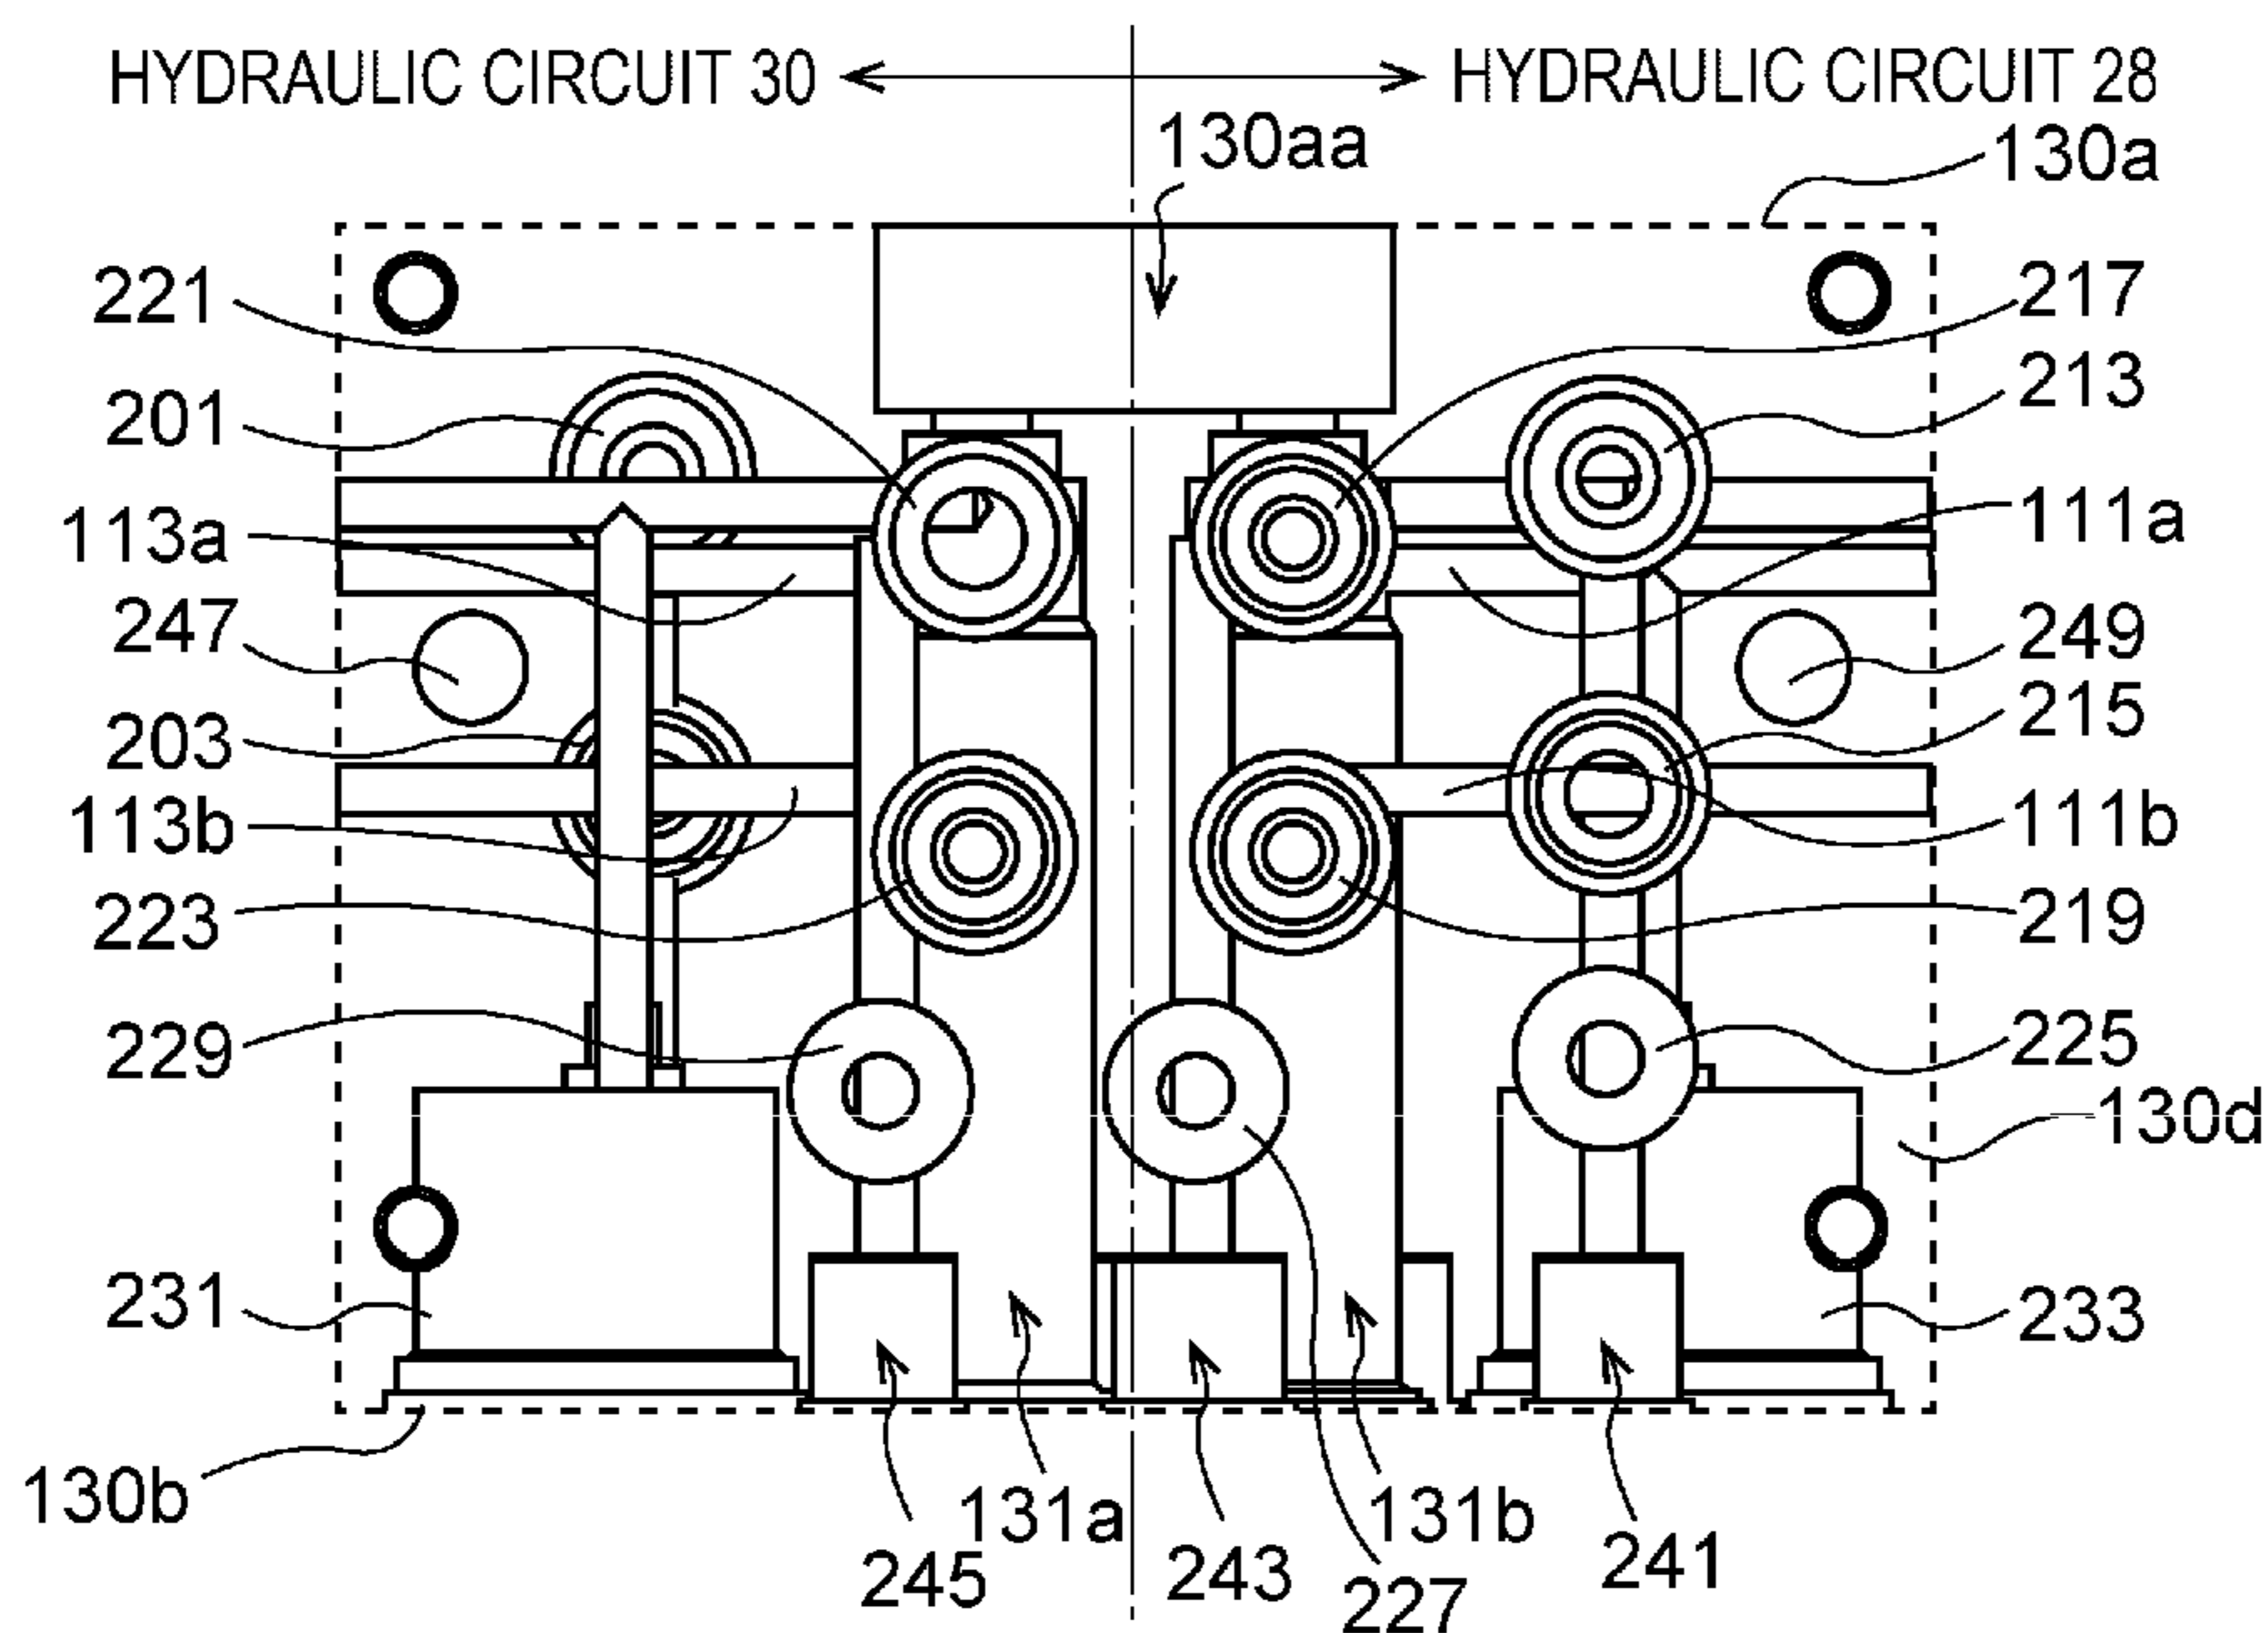 HYDRAULIC CIRCUIT 30 HYDRAULIC CIRCUIT 28
130aa
130a
221
217
201
213
113a
111a
247
249
203
215
113b
111b
223
219
229
225
130d
231
233
130b
131a
131b
245
243
241
227